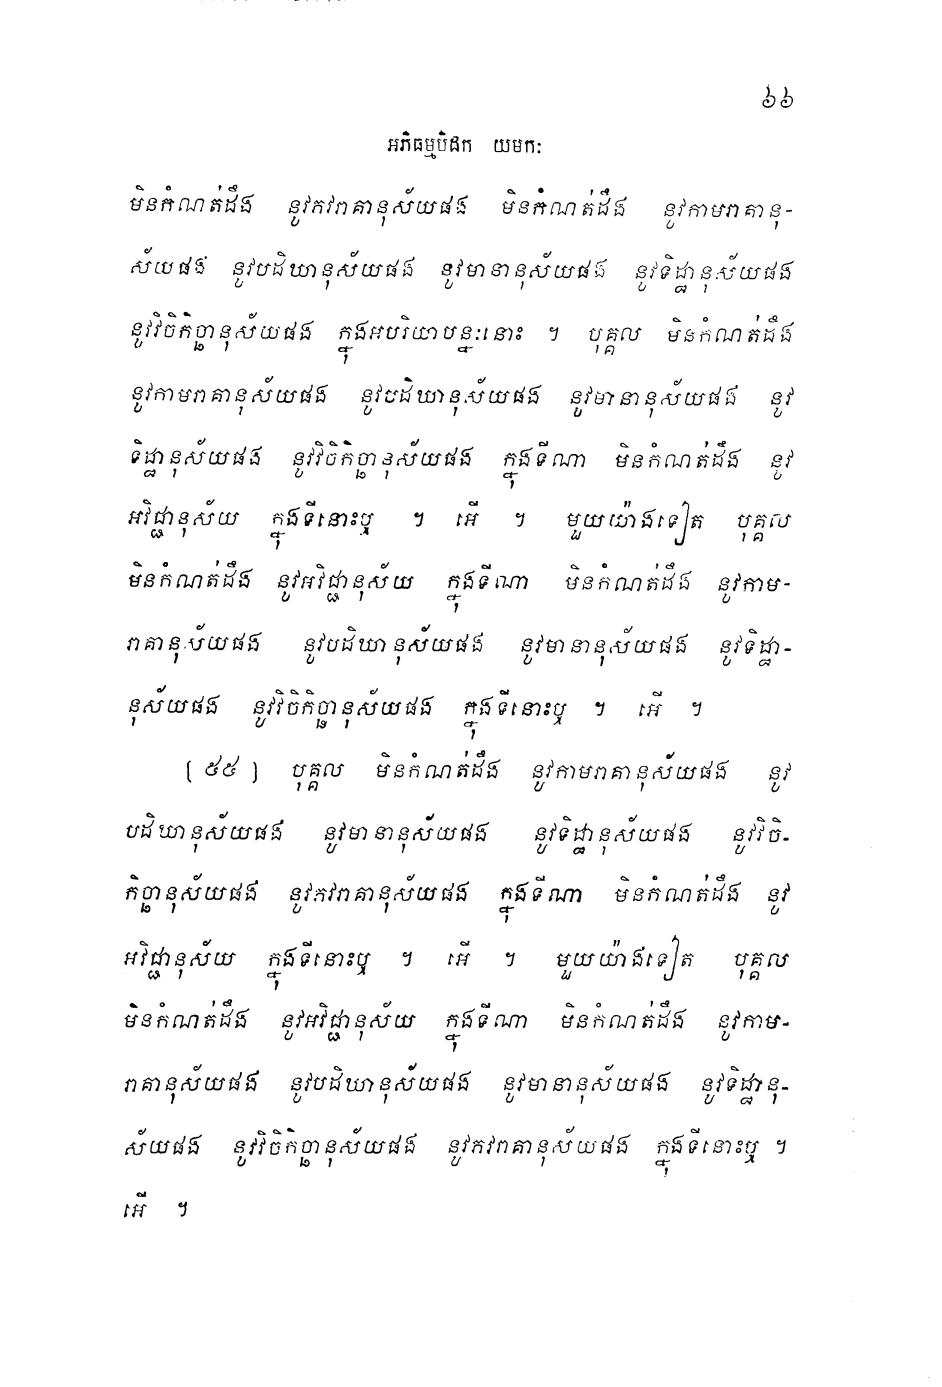 ៦៦
អភិធម្មបិដក យមកៈ
មិនកំណត់ដឹង នូវភវរាគានុស័យផង មិនកំណត់ដឹង នូវកាមរាគានុ-
ស័យផង នូវបដិឃានុស័យផង នូវមានានុស័យផង នូវទិដ្ឋានុស័យផង
នូវវិចិកិច្ឆានុស័យផង ក្នុងអបរិយាបន្នៈនោះ ។ បុគ្គល មិនកំណត់ដឹង
នូវកាមរាគានុស័យផង នូវបដិឃានុស័យផង នូវមានានុស័យផង នូវ
ទិដ្ឋានុស័យផង នូវវិចិកិច្ឆានុស័យផង ក្នុងទីណា មិនកំណត់ដឹង នូវ
អវិជ្ជានុស័យ ក្នុងទីនោះឬ ។ អើ ។ មួយយ៉ាងទៀត បុគ្គល
មិនកំណត់ដឹង នូវអវិជ្ជានុស័យ ក្នុងទីណា មិនកំណត់ដឹង នូវកាម-
រាគានុស័យផង នូវបដិឃានុស័យផង នូវមានានុស័យផង នូវទិដ្ឋា-
នុស័យផង នូវវិចិកិច្ឆានុស័យផង ក្នុងទីនោះឬ ។ អើ ។
[ ៥៥ ] បុគ្គល មិនកំណត់ដឹង នូវកាមរាគានុស័យផង នូវ
បដិឃានុស័យផង នូវមានានុស័យផង នូវទិដ្ឋានុស័យផង នូវវិចិ-
កិច្ឆានុស័យផង នូវភវរាគានុស័យផង ក្នុងទីណា មិនកំណត់ដឹង នូវ
អវិជ្ជានុស័យ ក្នុងទីនោះឬ ។ អើ ។ មួយយ៉ាងទៀត បុគ្គល
មិនកំណត់ដឹង នូវអវិជ្ជានុស័យ ក្នុងទីណា មិនកំណត់ដឹង នូវកាម-
រាគានុស័យផង នូវបដិឃានុស័យផង នូវមានានុស័យផង នូវទិដ្ឋានុ-
ស័យផង នូវវិចិកិច្ឆានុស័យផង នូវភវរាគានុស័យផង ក្នុងទីនោះឬ ។
អើ ។